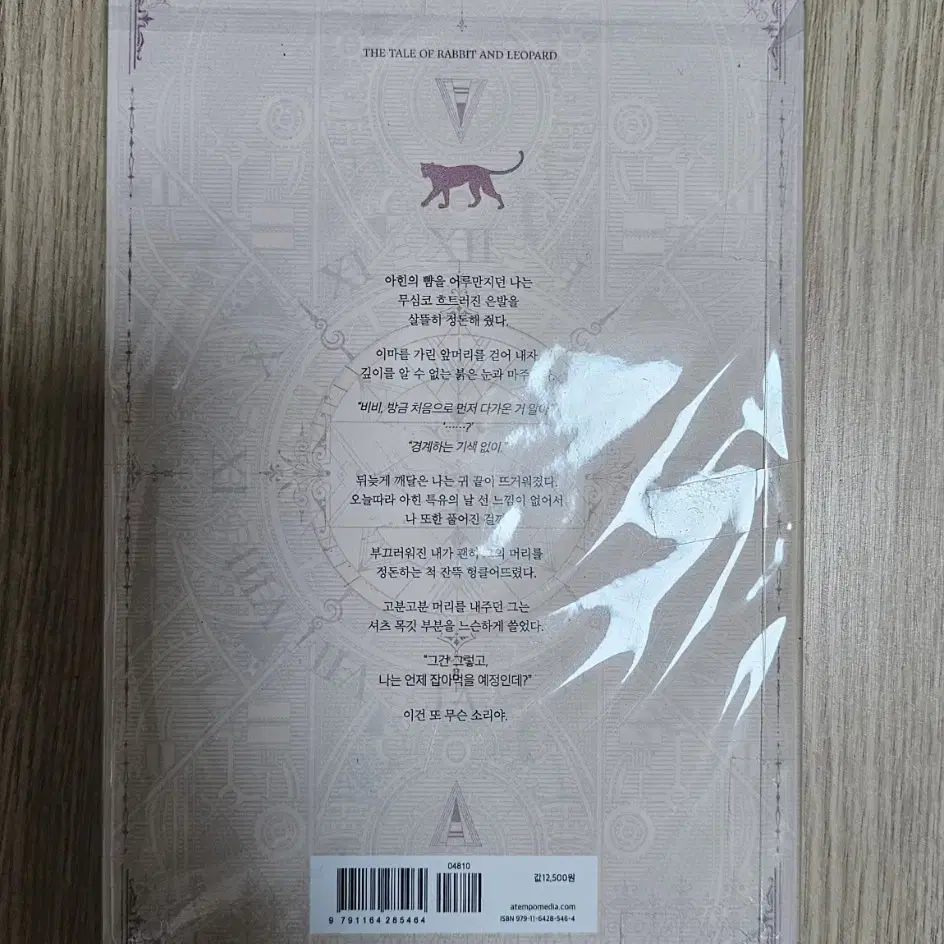 THE TALE OF RABBIT AND LEOPARD
아힌의 뺨을 어루만지던 나는
무심코 흐트러진 은발을
살뜰히 정돈해 줬다.
이마를 가린 앞머리를 걷어 내자
깊이를 알 수 없는 붉은 눈과
"비비, 방금 처음으로 먼저 다가온 거
'……?'
"경계하는 기색 없이."
뒤늦게 깨달은 나는 귀 끝이 뜨거워졌다.
오늘따라 아힌 특유의 날 선 느낌이 없어서
나 또한 풀어진
부끄러워진 내가 머리를
정돈하는 척 잔뜩 헝클어뜨렸다.
고분고분 머리를 내주던 그는
셔츠 목깃 부분을 느슨하게 쓸었다.
"그건 그렇고,
나는 언제 잡아먹을 예정인데?"
이건 또 무슨 소리야.
04810
값12,500원
atempomedia.com
9 791164 285464
ISBN 979-11-6428-546-4